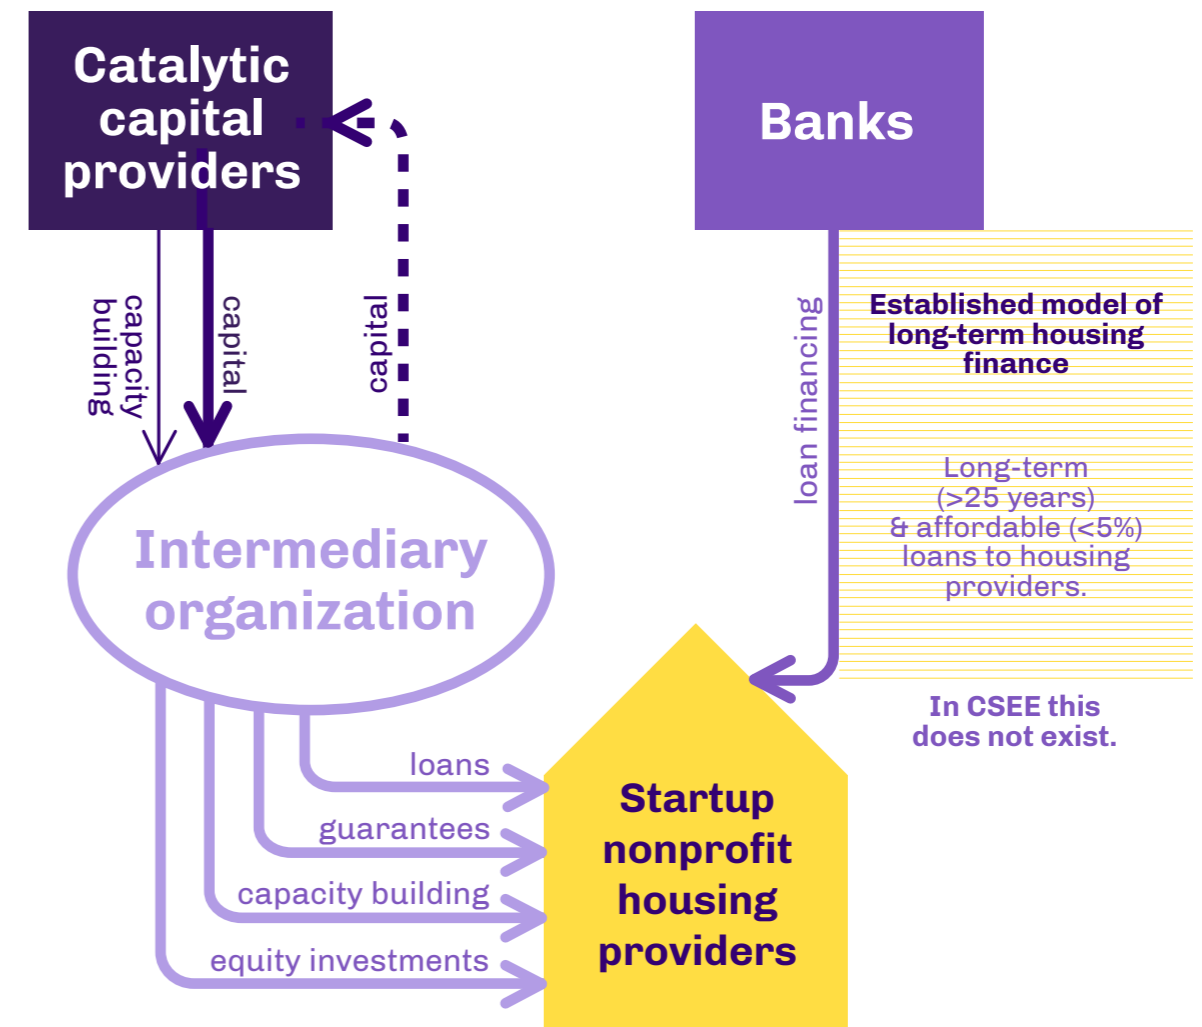 Catalytic
capital
providers
Banks
capacity
building
capital
capital
loan financing
Established model of
long-term housing
finance
Long-term
(>25 years)
& affordable (<5%)
loans to housing
providers.
In CSEE this
does not exist.
Intermediary
organization
loans
guarantees
capacity building
equity investments
Startup
nonprofit
housing
providers